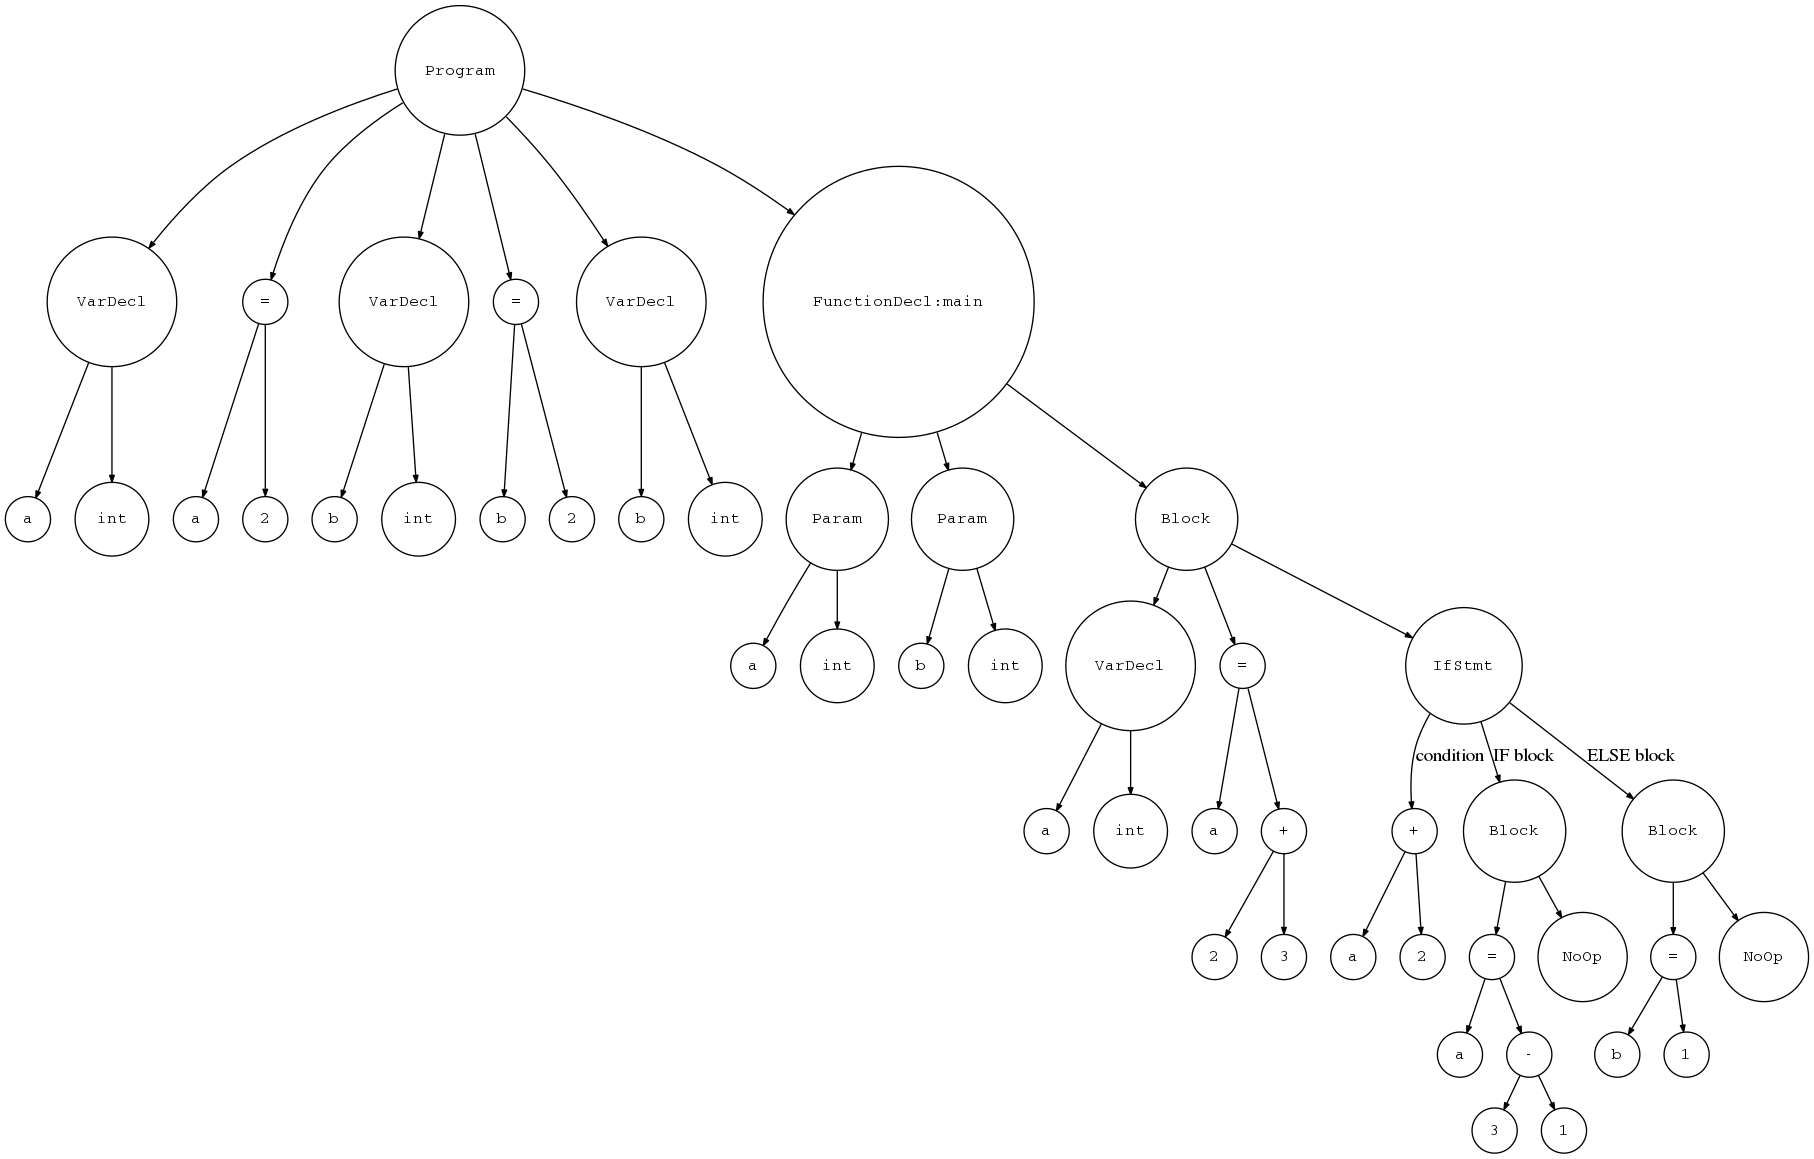 Program
VarDecl
=
VarDecl
=
VarDecl
FunctionDecl:main
a
int
a
2
b
int
b
2
b
int
Param
Param
Block
a
int
b
int
VarDecl
=
IfStmt
condition
IF block
ELSE block
a
int
a
+
+
Block
Block
2
3
a
2
=
NoOp
=
NoOp
a
-
b
1
3
1